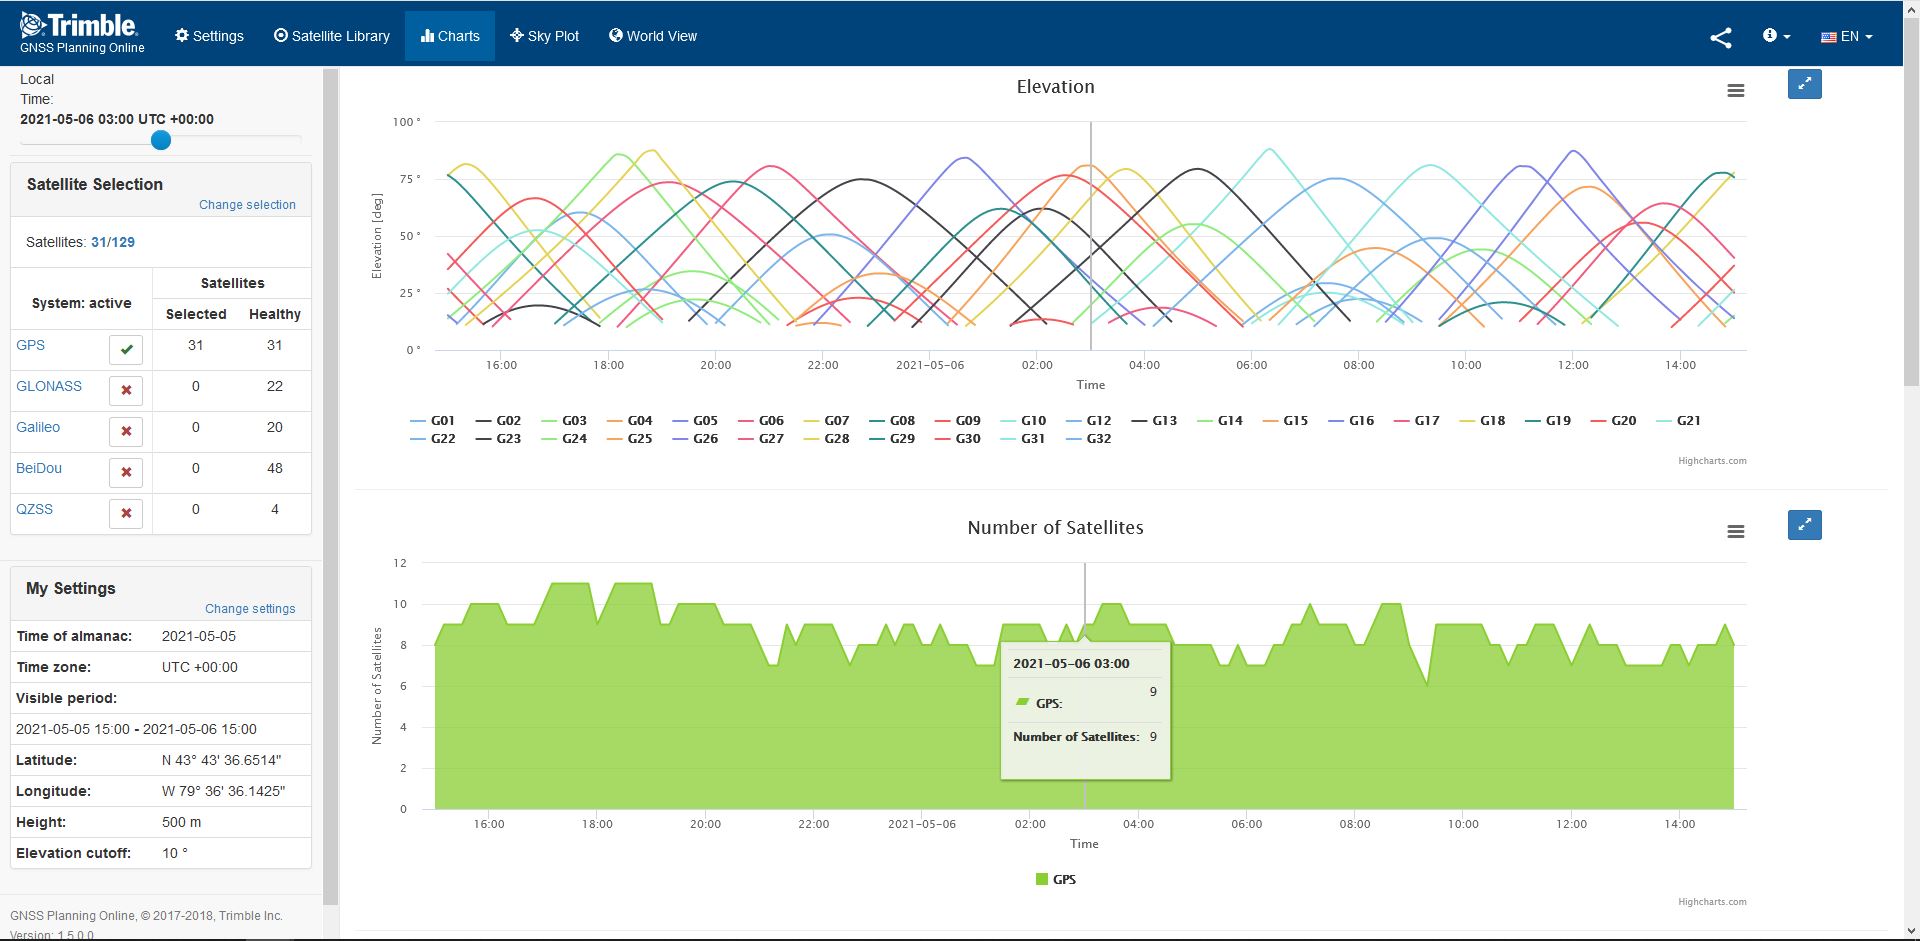 Trimble.
GNSS Planning Online
Settings
Satellite Library
Charts
Sky Plot
World View
EN
Local
Time:
2021-05-06 03:00 UTC +00:00
Satellite Selection
Change selection
Satellites: 31/129
System: active
Satellites
Selected Healthy
GPS 31 31
GLONASS 0 22
Galileo 0 20
BeiDou 0 48
QZSS 0 4
My Settings
Change settings
Time of almanac: 2021-05-05
Time zone: UTC +00:00
Visible period:
2021-05-05 15:00 - 2021-05-06 15:00
Latitude: N 43° 43' 36.6514"
Longitude: W 79° 36' 36.1425"
Height: 500 m
Elevation cutoff: 10 °
GNSS Planning Online, © 2017-2018, Trimble Inc.
Version: 1.5.0.0
Elevation
Elevation [deg]
100 °
75 °
50 °
25 °
0 °
16:00 18:00 20:00 22:00 2021-05-06 02:00 04:00 06:00 08:00 10:00 12:00 14:00
Time
G01 G02 G03 G04 G05 G06 G07 G08 G09 G10 G12 G13 G14 G15 G16 G17 G18 G19 G20 G21
G22 G23 G24 G25 G26 G27 G28 G29 G30 G31 G32
Highcharts.com
Number of Satellites
Number of Satellites
12
10
8
6
4
2
0
2021-05-06 03:00
GPS: 9
Number of Satellites: 9
16:00 18:00 20:00 22:00 2021-05-06 02:00 04:00 06:00 08:00 10:00 12:00 14:00
Time
GPS
Highcharts.com